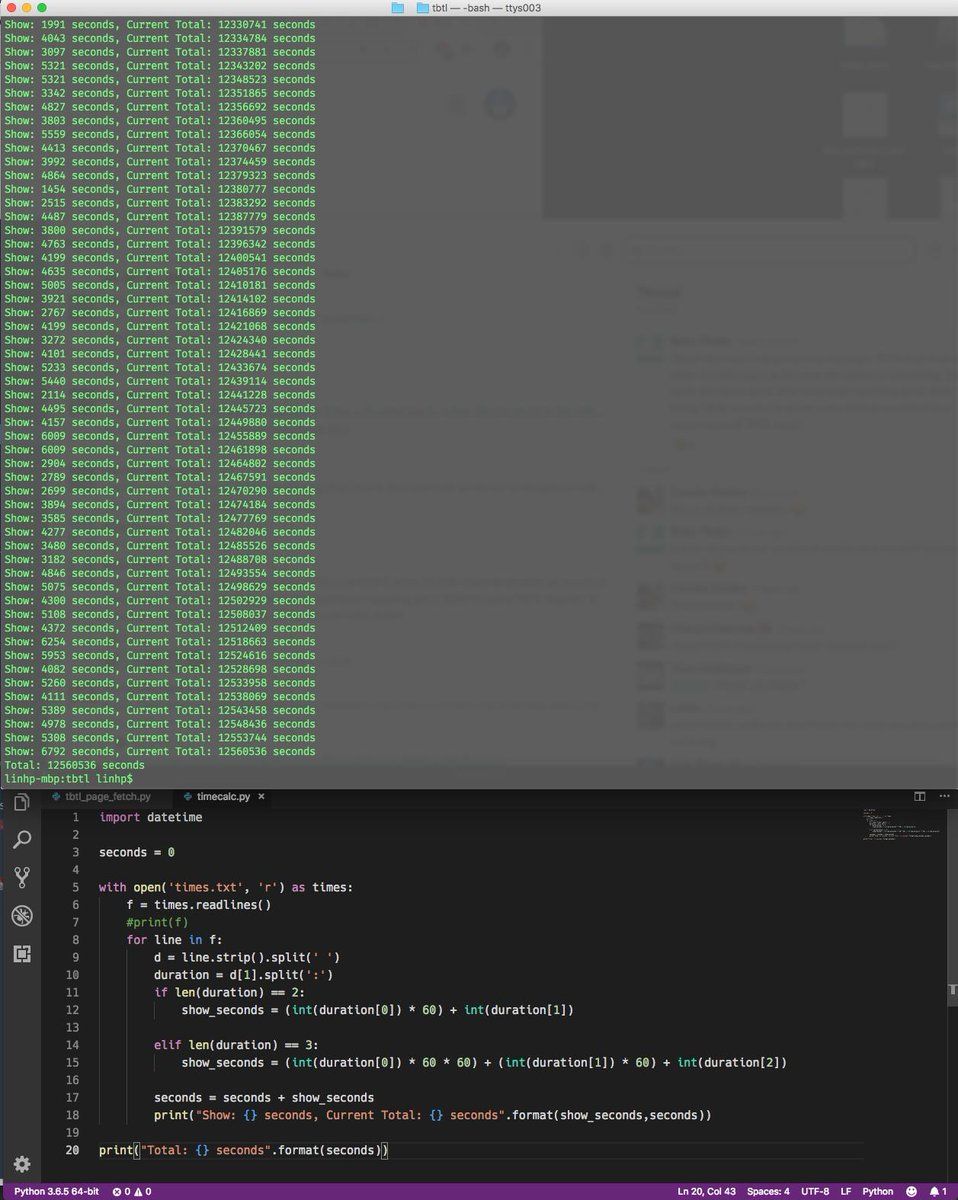 tbtl — -bash — ttys003
Show: 1991 seconds, Current Total: 12330741 seconds
Show: 4043 seconds, Current Total: 12334784 seconds
Show: 3097 seconds, Current Total: 12337881 seconds
Show: 5321 seconds, Current Total: 12343202 seconds
Show: 5321 seconds, Current Total: 12348523 seconds
Show: 3342 seconds, Current Total: 12351865 seconds
Show: 4827 seconds, Current Total: 12356692 seconds
Show: 3803 seconds, Current Total: 12360495 seconds
Show: 5559 seconds, Current Total: 12366054 seconds
Show: 4413 seconds, Current Total: 12370467 seconds
Show: 3992 seconds, Current Total: 12374459 seconds
Show: 4864 seconds, Current Total: 12379323 seconds
Show: 1454 seconds, Current Total: 12380777 seconds
Show: 2515 seconds, Current Total: 12383292 seconds
Show: 4487 seconds, Current Total: 12387779 seconds
Show: 3800 seconds, Current Total: 12391579 seconds
Show: 4763 seconds, Current Total: 12396342 seconds
Show: 4199 seconds, Current Total: 12400541 seconds
Show: 4635 seconds, Current Total: 12405176 seconds
Show: 5005 seconds, Current Total: 12410181 seconds
Show: 3921 seconds, Current Total: 12414102 seconds
Show: 2767 seconds, Current Total: 12416869 seconds
Show: 4199 seconds, Current Total: 12421068 seconds
Show: 3272 seconds, Current Total: 12424340 seconds
Show: 4101 seconds, Current Total: 12428441 seconds
Show: 5233 seconds, Current Total: 12433674 seconds
Show: 5440 seconds, Current Total: 12439114 seconds
Show: 2114 seconds, Current Total: 12441228 seconds
Show: 4495 seconds, Current Total: 12445723 seconds
Show: 4157 seconds, Current Total: 12449880 seconds
Show: 6009 seconds, Current Total: 12455889 seconds
Show: 6009 seconds, Current Total: 12461898 seconds
Show: 2904 seconds, Current Total: 12464802 seconds
Show: 2789 seconds, Current Total: 12467591 seconds
Show: 2699 seconds, Current Total: 12470290 seconds
Show: 3894 seconds, Current Total: 12474184 seconds
Show: 3585 seconds, Current Total: 12477769 seconds
Show: 4277 seconds, Current Total: 12482046 seconds
Show: 3480 seconds, Current Total: 12485526 seconds
Show: 3182 seconds, Current Total: 12488708 seconds
Show: 4846 seconds, Current Total: 12493554 seconds
Show: 5075 seconds, Current Total: 12498629 seconds
Show: 4300 seconds, Current Total: 12502929 seconds
Show: 5108 seconds, Current Total: 12508037 seconds
Show: 4372 seconds, Current Total: 12512409 seconds
Show: 6254 seconds, Current Total: 12518663 seconds
Show: 5953 seconds, Current Total: 12524616 seconds
Show: 4082 seconds, Current Total: 12528698 seconds
Show: 5260 seconds, Current Total: 12533958 seconds
Show: 4111 seconds, Current Total: 12538069 seconds
Show: 5389 seconds, Current Total: 12543458 seconds
Show: 4978 seconds, Current Total: 12548436 seconds
Show: 5308 seconds, Current Total: 12553744 seconds
Show: 6792 seconds, Current Total: 12560536 seconds
Total: 12560536 seconds
linhp-mbp:tbtl linhp$
tbtl_page_fetch.py timecalc.py ×
1 import datetime
2
3 seconds = 0
4
5 with open('times.txt', 'r') as times:
6 f = times.readlines()
7 #print(f)
8 for line in f:
9 d = line.strip().split(' ')
10 duration = d[1].split(':')
11 if len(duration) == 2:
12 show_seconds = (int(duration[0]) * 60) + int(duration[1])
13
14 elif len(duration) == 3:
15 show_seconds = (int(duration[0]) * 60 * 60) + (int(duration[1]) * 60) + int(duration[2])
16
17 seconds = seconds + show_seconds
18 print("Show: {} seconds, Current Total: {} seconds".format(show_seconds,seconds))
19
20 print("Total: {} seconds".format(seconds))
Python 3.6.5 64-bit 0 0 Ln 20, Col 43 Spaces: 4 UTF-8 LF Python 1